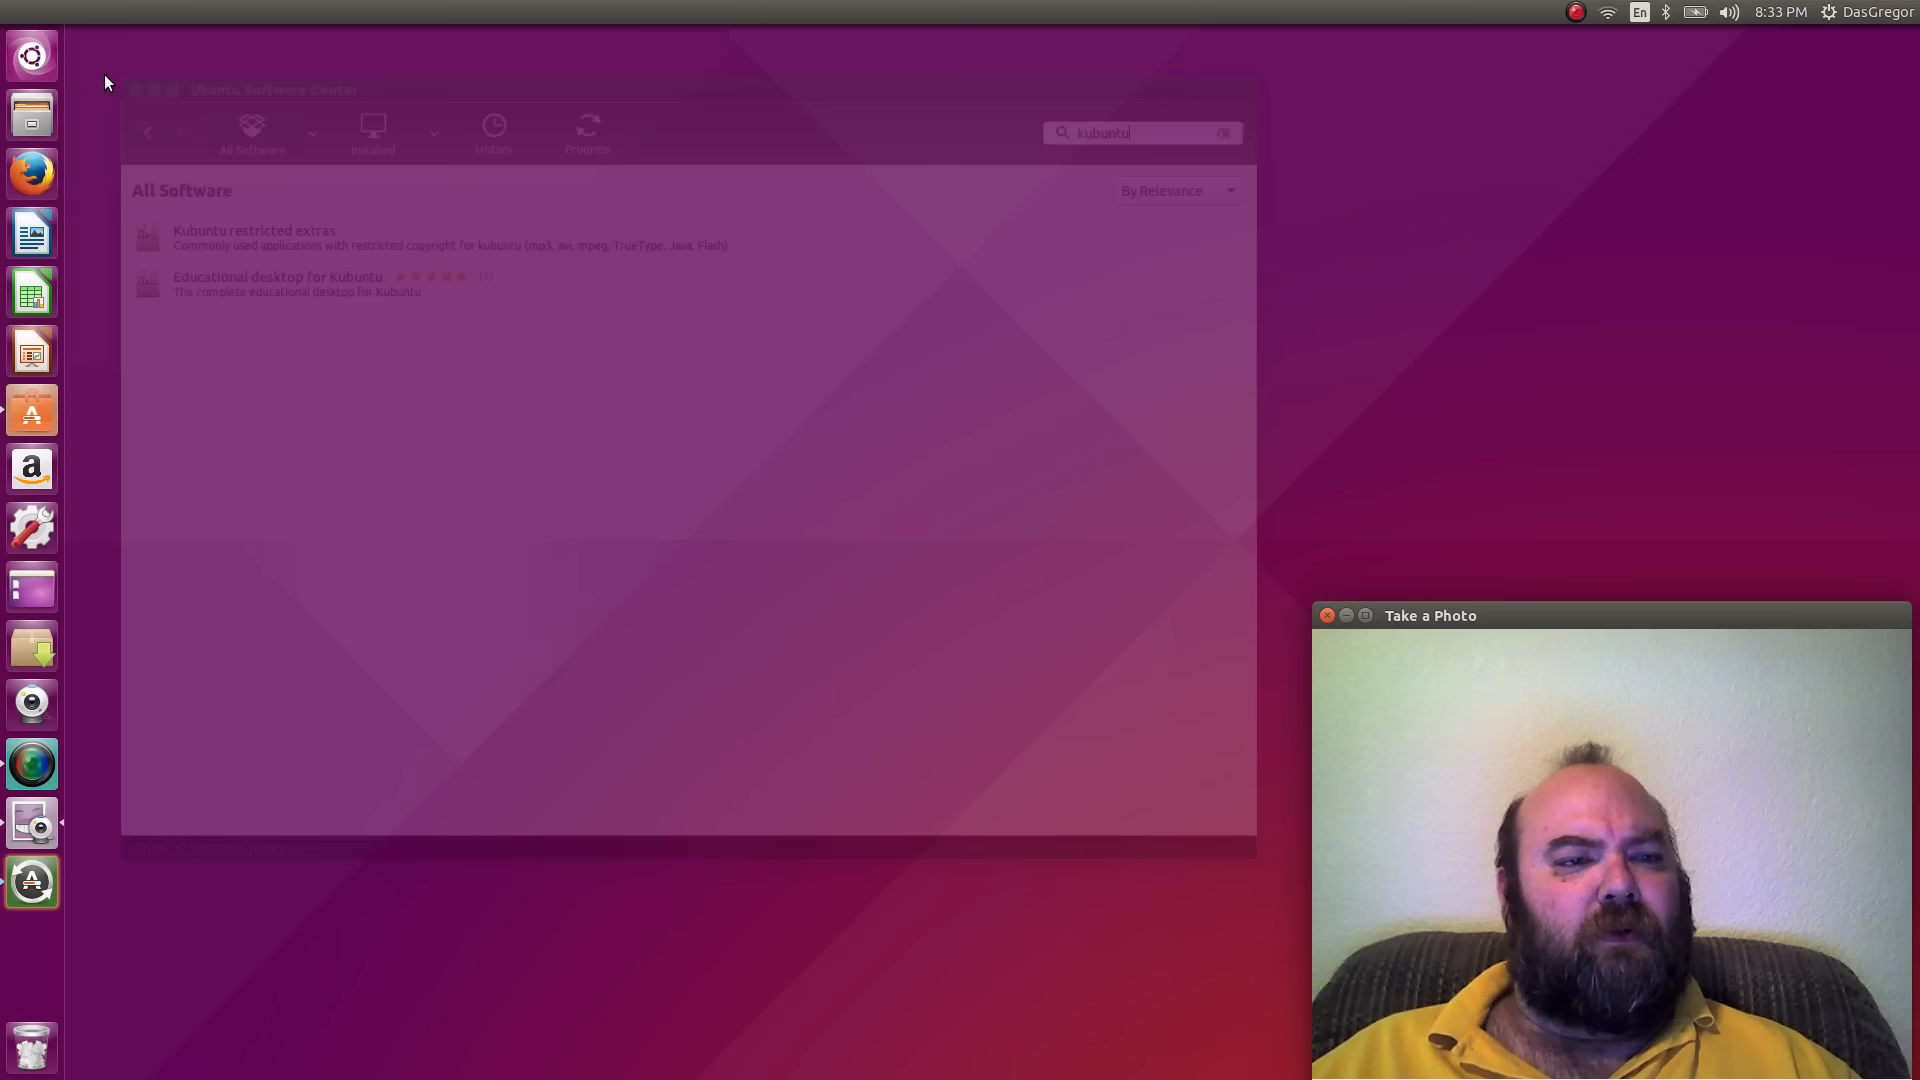 En
8:33 PM
DasGregor
Ubuntu Software Center
All Software
Installed
History
Progress
kubuntu
All Software
By Relevance
Kubuntu restricted extras
Commonly used applications with restricted copyright for kubuntu (mp3, avi, mpeg, TrueType, Java, Flash)
Educational desktop for Kubuntu
(2)
The complete educational desktop for Kubuntu
Take a Photo